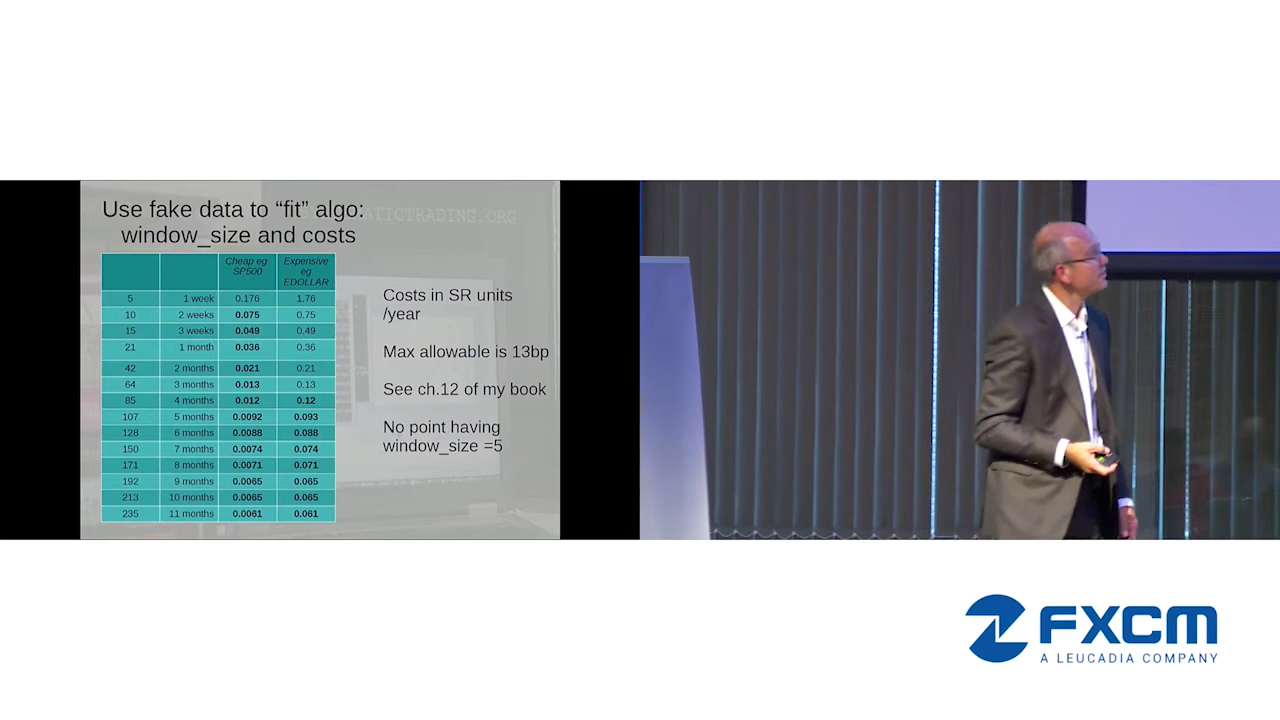 Use fake data to “fit” algo:
ATICTRADING.ORG
window_size and costs
Cheap eg SP500
Expensive eg EDOLLAR
5 1 week 0.176 1.76
10 2 weeks 0.075 0.75
15 3 weeks 0.049 0.49
21 1 month 0.036 0.36
42 2 months 0.021 0.21
64 3 months 0.013 0.13
85 4 months 0.012 0.12
107 5 months 0.0092 0.093
128 6 months 0.0088 0.088
150 7 months 0.0074 0.074
171 8 months 0.0071 0.071
192 9 months 0.0065 0.065
213 10 months 0.0065 0.065
235 11 months 0.0061 0.061
Costs in SR units
/year
Max allowable is 13bp
See ch.12 of my book
No point having
window_size =5
FXCM
A LEUCADIA COMPANY